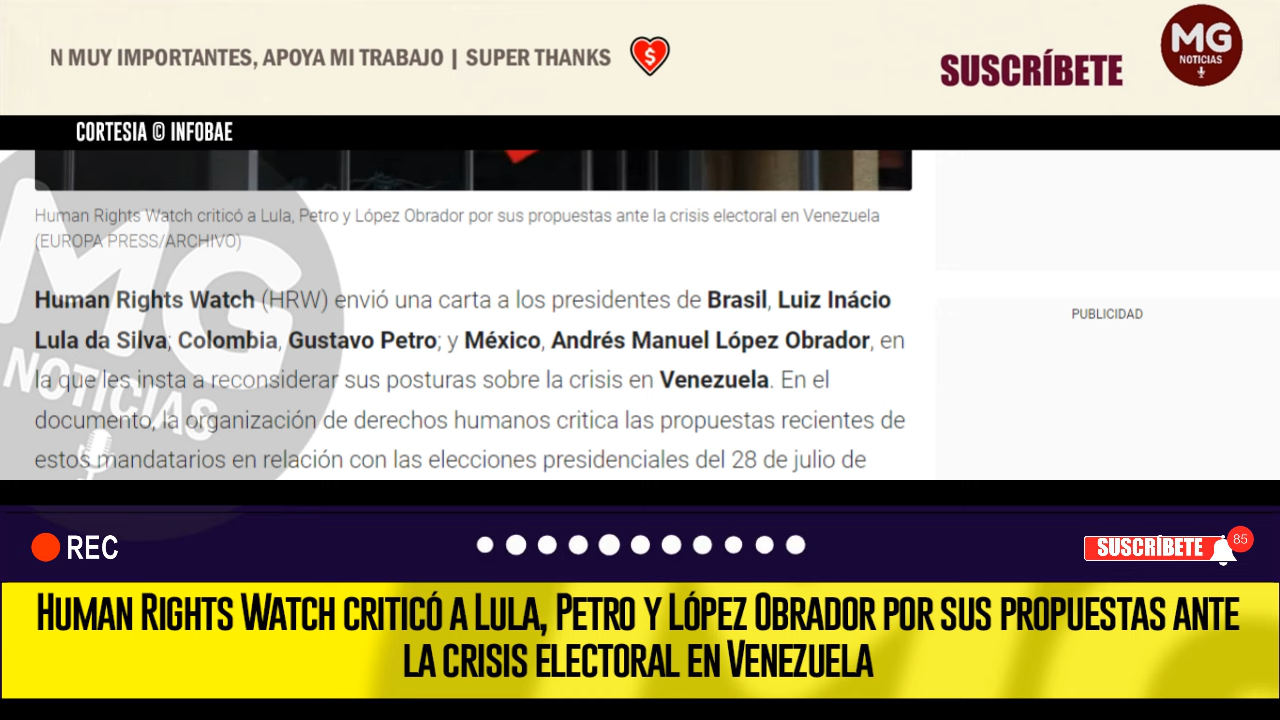 N MUY IMPORTANTES, APOYA MI TRABAJO | SUPER THANKS
$
SUSCRÍBETE
MG
NOTICIAS
CORTESIA © INFOBAE
Human Rights Watch criticó a Lula, Petro y López Obrador por sus propuestas ante la crisis electoral en Venezuela
(EUROPA PRESS/ARCHIVO)
Human Rights Watch (HRW) envió una carta a los presidentes de Brasil, Luiz Inácio
Lula da Silva; Colombia, Gustavo Petro; y México, Andrés Manuel López Obrador, en
la que les insta a reconsiderar sus posturas sobre la crisis en Venezuela. En el
documento, la organización de derechos humanos critica las propuestas recientes de
estos mandatarios en relación con las elecciones presidenciales del 28 de julio de
PUBLICIDAD
MG
NOTICIAS
REC
SUSCRÍBETE
85
HUMAN RIGHTS WATCH CRITICÓ A LULA, PETRO Y LÓPEZ OBRADOR POR SUS PROPUESTAS ANTE
LA CRISIS ELECTORAL EN VENEZUELA